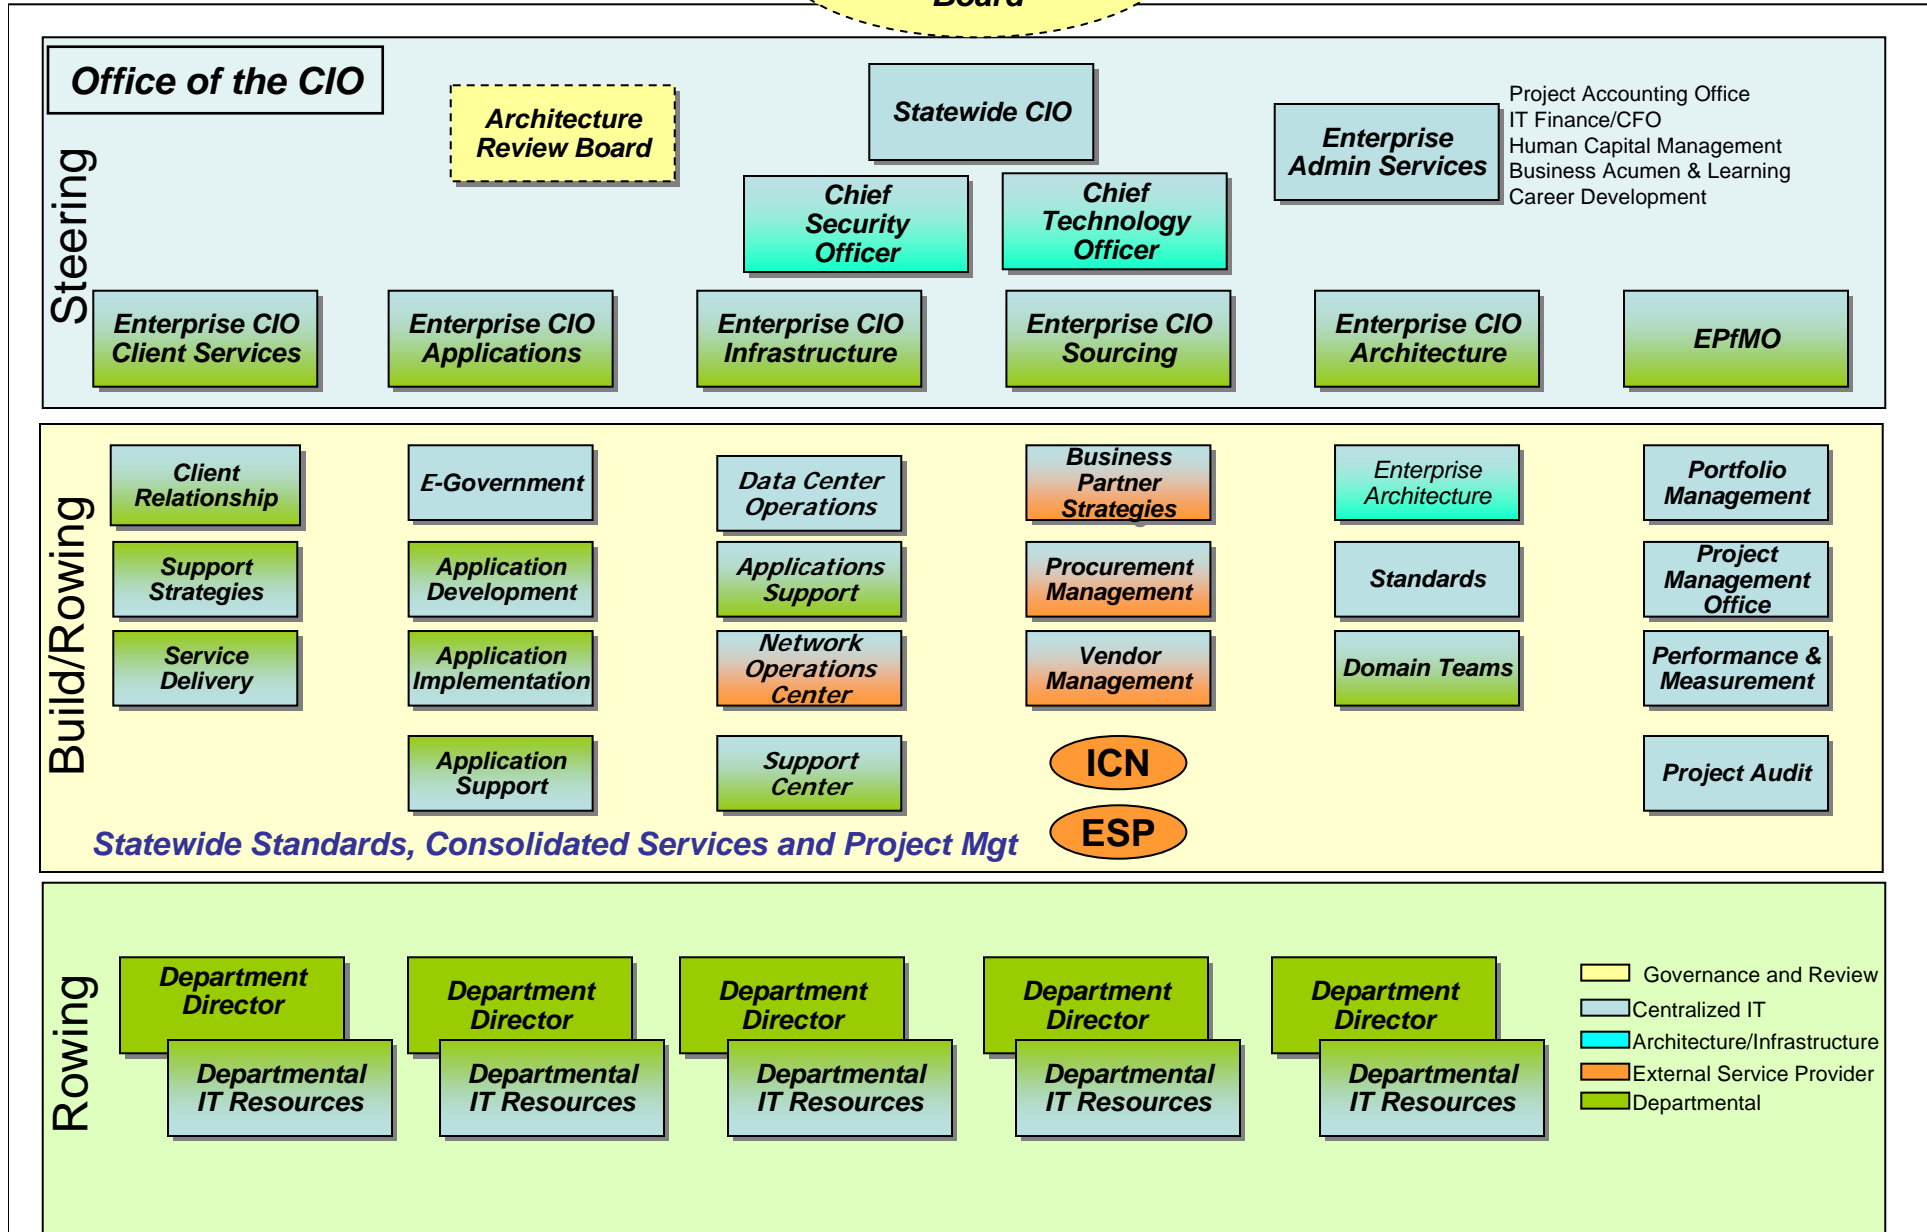 Board
Office of the CIO
Steering
Architecture
Review Board
Statewide CIO
Enterprise
Admin Services
Project Accounting Office
IT Finance/CFO
Human Capital Management
Business Acumen & Learning
Career Development
Chief
Security
Officer
Chief
Technology
Officer
Enterprise CIO
Client Services
Enterprise CIO
Applications
Enterprise CIO
Infrastructure
Enterprise CIO
Sourcing
Enterprise CIO
Architecture
EPfMO
Build/Rowing
Client
Relationship
E-Government
Data Center
Operations
Business
Partner
Strategies
Enterprise
Architecture
Portfolio
Management
Support
Strategies
Application
Development
Applications
Support
Procurement
Management
Standards
Project
Management
Office
Service
Delivery
Application
Implementation
Network
Operations
Center
Vendor
Management
Domain Teams
Performance &
Measurement
Application
Support
Support
Center
ICN
Project Audit
ESP
Statewide Standards, Consolidated Services and Project Mgt
Rowing
Department
Director
Department
Director
Department
Director
Department
Director
Department
Director
Departmental
IT Resources
Departmental
IT Resources
Departmental
IT Resources
Departmental
IT Resources
Departmental
IT Resources
Governance and Review
Centralized IT
Architecture/Infrastructure
External Service Provider
Departmental